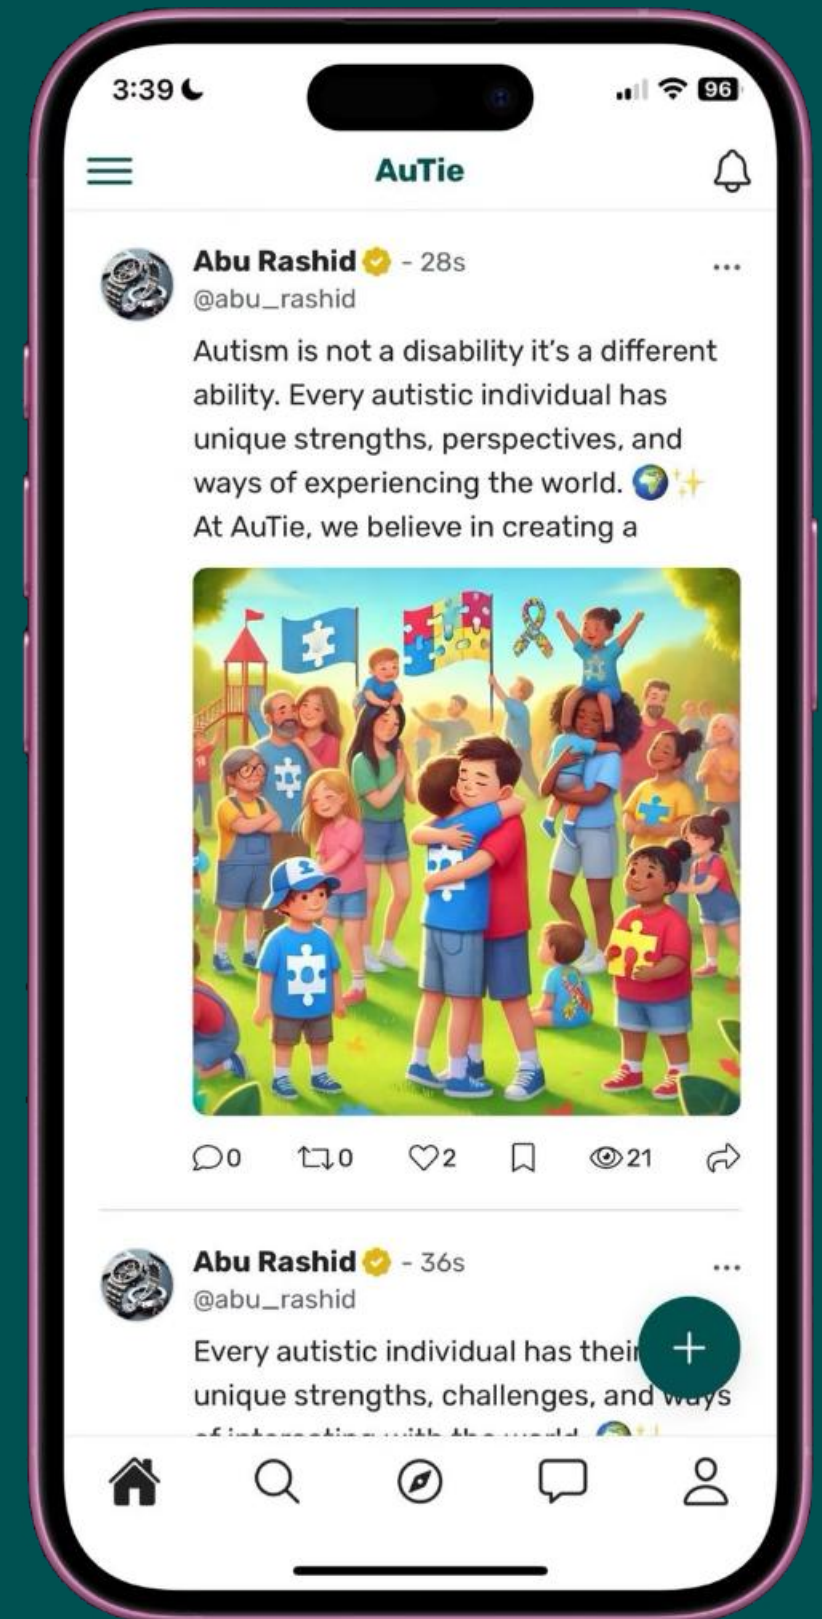 3:39
96
AuTie
Abu Rashid - 28s
@abu_rashid
Autism is not a disability it’s a different
ability. Every autistic individual has
unique strengths, perspectives, and
ways of experiencing the world. 🌍✨
At AuTie, we believe in creating a
0 0 2 21
Abu Rashid - 36s
@abu_rashid
Every autistic individual has their
unique strengths, challenges, and ways